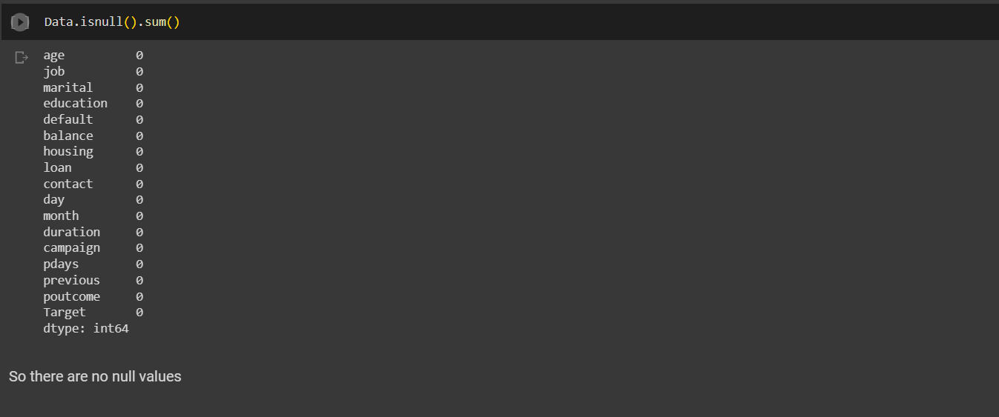 Data.isnull().sum()
age 0
job 0
marital 0
education 0
default 0
balance 0
housing 0
loan 0
contact 0
day 0
month 0
duration 0
campaign 0
pdays 0
previous 0
poutcome 0
Target 0
dtype: int64
So there are no null values